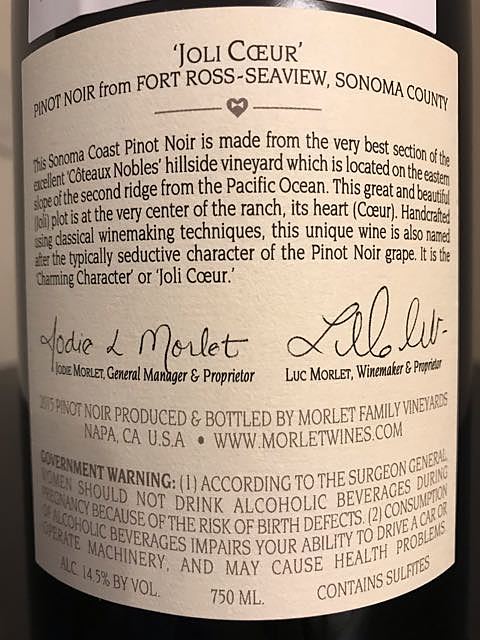 'JOLI CŒUR'
PINOT NOIR from FORT ROSS-SEAVIEW, SONOMA COUNTY
This Sonoma Coast Pinot Noir is made from the very best section of the
excellent 'Côteaux Nobles' hillside vineyard which is located on the eastern
slope of the second ridge from the Pacific Ocean. This great and beautiful
(Joli) plot is at the very center of the ranch, its heart (Cœur). Handcrafted
using classical winemaking techniques, this unique wine is also named
after the typically seductive character of the Pinot Noir grape. It is the
'Charming Character' or 'Joli Cœur.'
Jodie L Morlet
JODIE MORLET, General Manager & Proprietor
LUC MORLET, Winemaker & Proprietor
2015 PINOT NOIR PRODUCED & BOTTLED BY MORLET FAMILY VINEYARDS
NAPA, CA U.S.A • WWW.MORLETWINES.COM
GOVERNMENT WARNING: (1) ACCORDING TO THE SURGEON GENERAL,
WOMEN SHOULD NOT DRINK ALCOHOLIC BEVERAGES DURING
PREGNANCY BECAUSE OF THE RISK OF BIRTH DEFECTS. (2) CONSUMPTION
OF ALCOHOLIC BEVERAGES IMPAIRS YOUR ABILITY TO DRIVE A CAR OR
OPERATE MACHINERY, AND MAY CAUSE HEALTH PROBLEMS.
ALC. 14.5% BY VOL. 750 ML. CONTAINS SULFITES